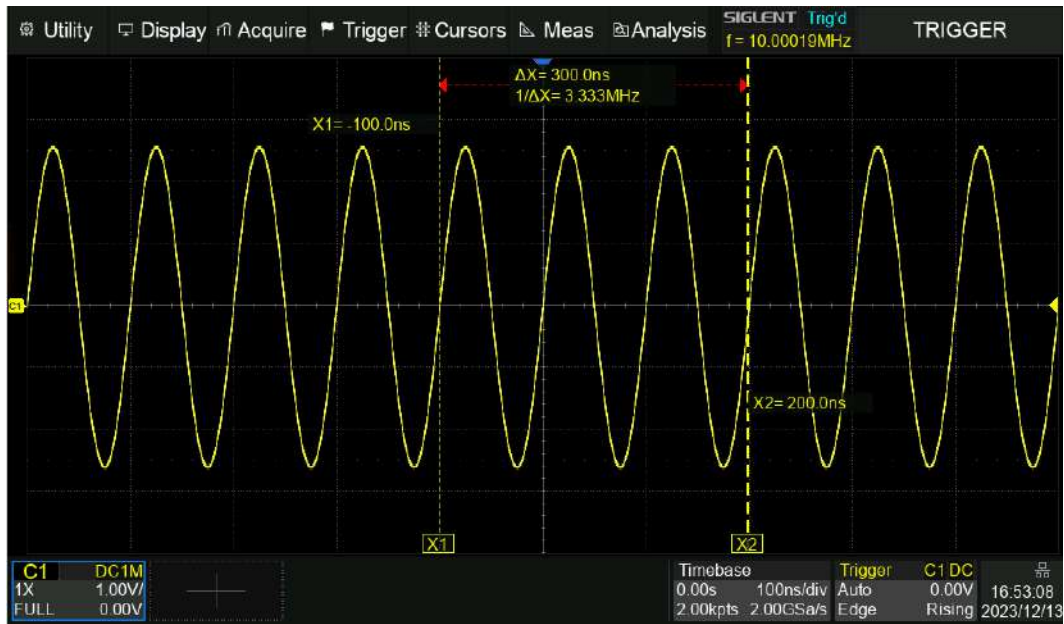 Utility Display Acquire Trigger Cursors Meas Analysis SIGLENT Trig'd TRIGGER
f = 10.00019MHz
ΔX= 300.0ns
1/ΔX= 3.333MHz
X1= -100.0ns
C1
X2= 200.0ns
X1 X2
C1 DC1M
1X 1.00V/
FULL 0.00V
Timebase
0.00s 100ns/div
2.00kpts 2.00GSa/s
Trigger C1 DC
Auto 0.00V
Edge Rising
16:53:08
2023/12/13